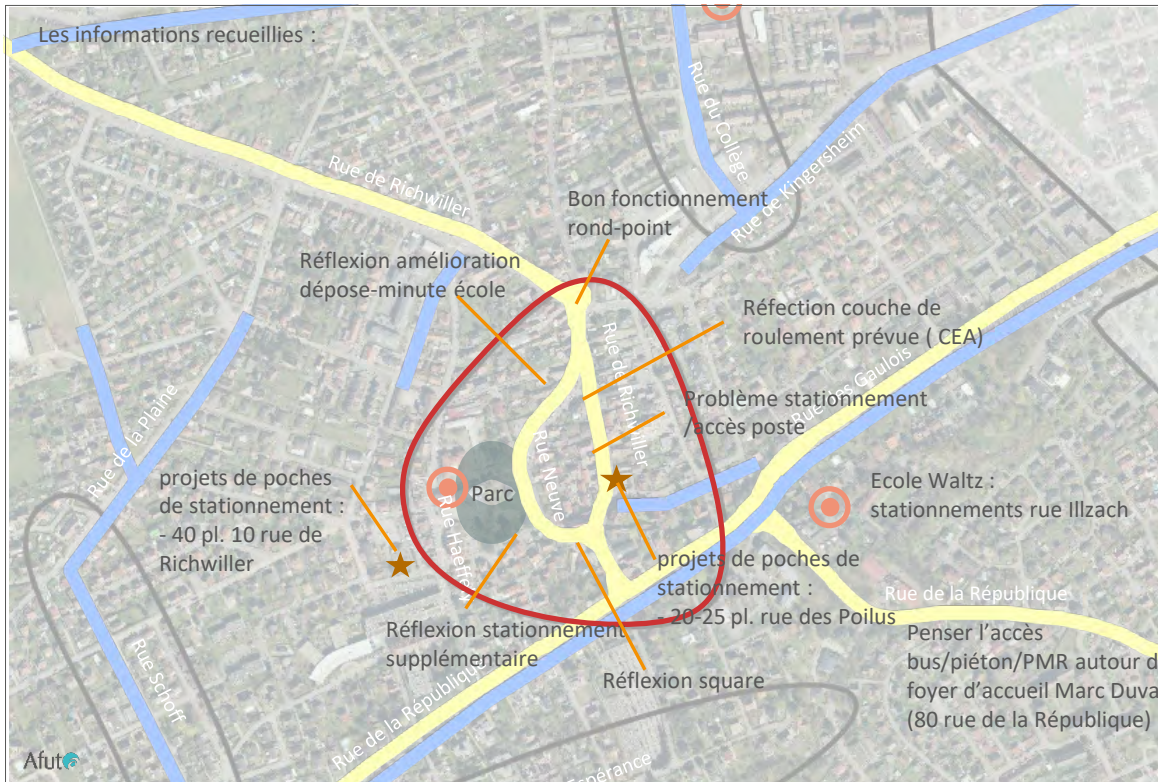 Les informations recueillies :
Rue du Collège
Rue de Kingersheim
Rue de Richwiller
Bon fonctionnement
rond-point
Réflexion amélioration
dépose-minute école
Réfection couche de
roulement prévue ( CEA)
Rue de Richwiller
Rue des Gaulois
Problème stationnement
/accès poste
Rue de la Plaine
projets de poches
de stationnement :
- 40 pl. 10 rue de
Richwiller
Parc
Rue Neuve
Rue Haeffrely
Ecole Waltz :
stationnements rue Illzach
projets de poches de
stationnement :
- 20-25 pl. rue des Poilus
Rue de la République
Réflexion stationnement
supplémentaire
Réflexion square
Penser l’accès
bus/piéton/PMR autour d
foyer d’accueil Marc Duva
(80 rue de la République)
Rue Schoff
Rue de la République
Espérance
Afut